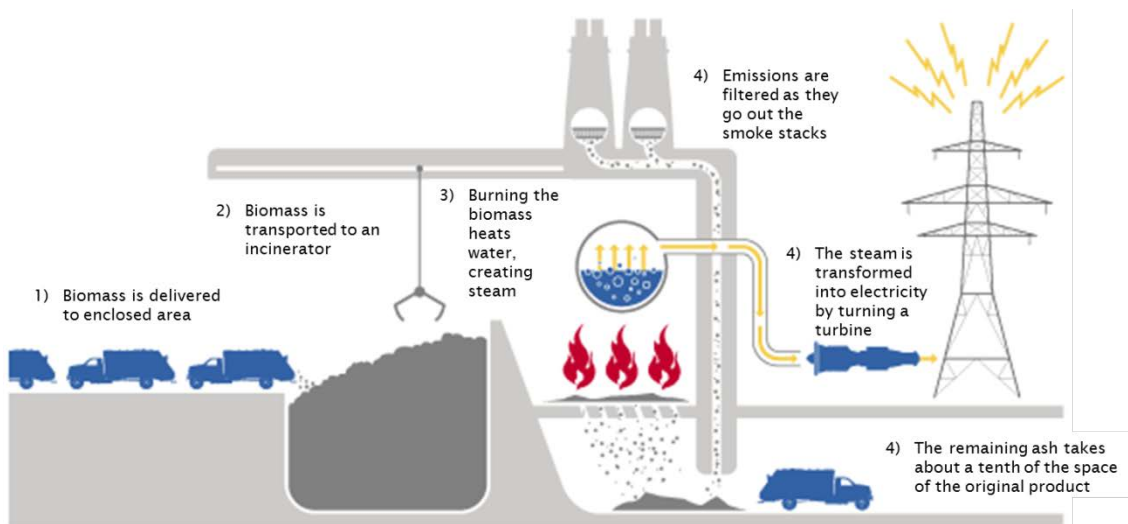 1) Biomass is delivered
to enclosed area
2) Biomass is
transported to an
incinerator
3) Burning the
biomass
heats
water,
creating
steam
4) Emissions are
filtered as they
go out the
smoke stacks
4) The steam is
transformed
into electricity
by turning a
turbine
4) The remaining ash takes
about a tenth of the space
of the original product